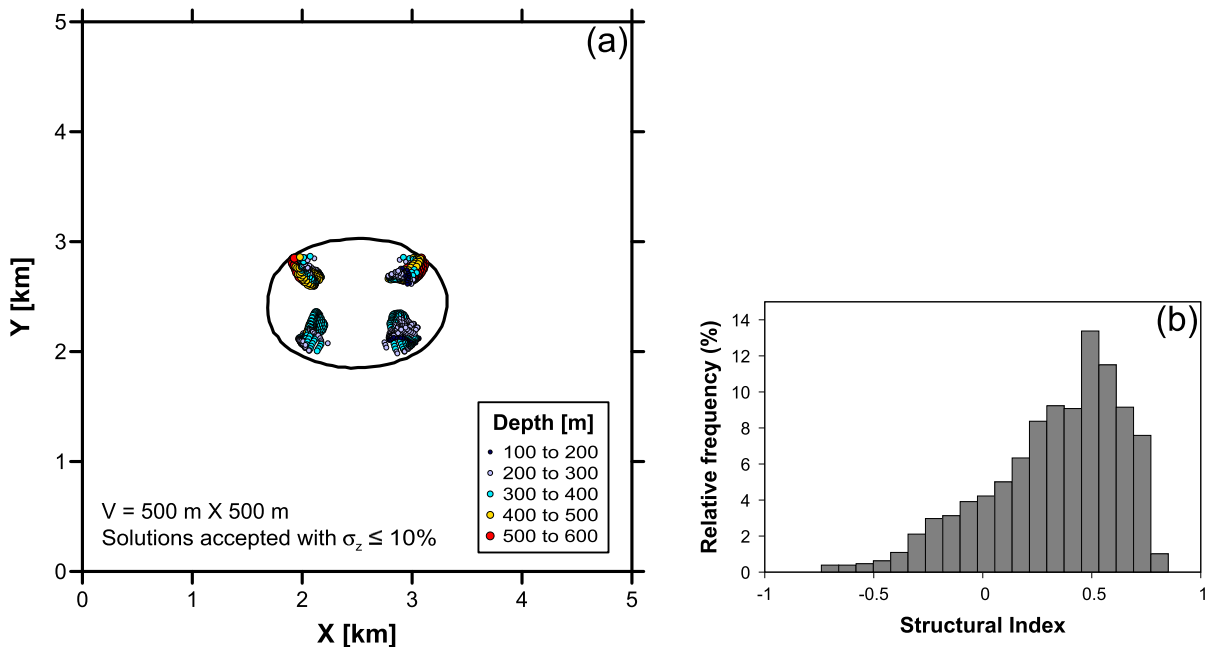 (a)
5
4
3
2
1
0
Y [km]
Depth [m]
100 to 200
200 to 300
300 to 400
400 to 500
500 to 600
V = 500 m X 500 m
Solutions accepted with σz ≤ 10%
0 1 2 3 4 5
X [km]
(b)
14
12
10
8
6
4
2
0
Relative frequency (%)
-1 -0.5 0 0.5 1
Structural Index